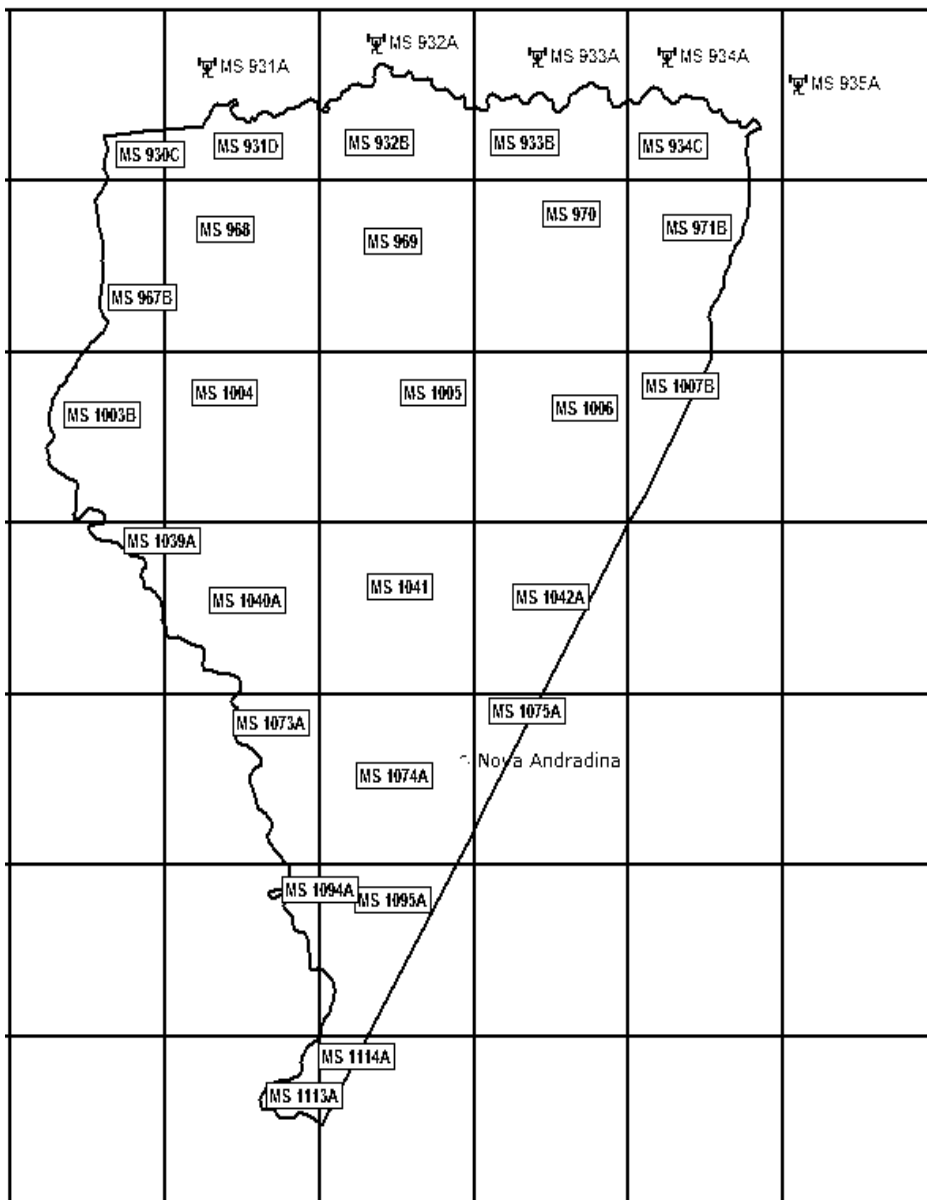 MS 932A
MS 931A
MS 933A
MS 934A
MS 935A
MS 930C
MS 931D
MS 932B
MS 933B
MS 934C
MS 968
MS 969
MS 970
MS 971B
MS 967B
MS 1003B
MS 1004
MS 1005
MS 1006
MS 1007B
MS 1039A
MS 1040A
MS 1041
MS 1042A
MS 1073A
MS 1075A
Nova Andradina
MS 1074A
MS 1094A
MS 1095A
MS 1114A
MS 1113A